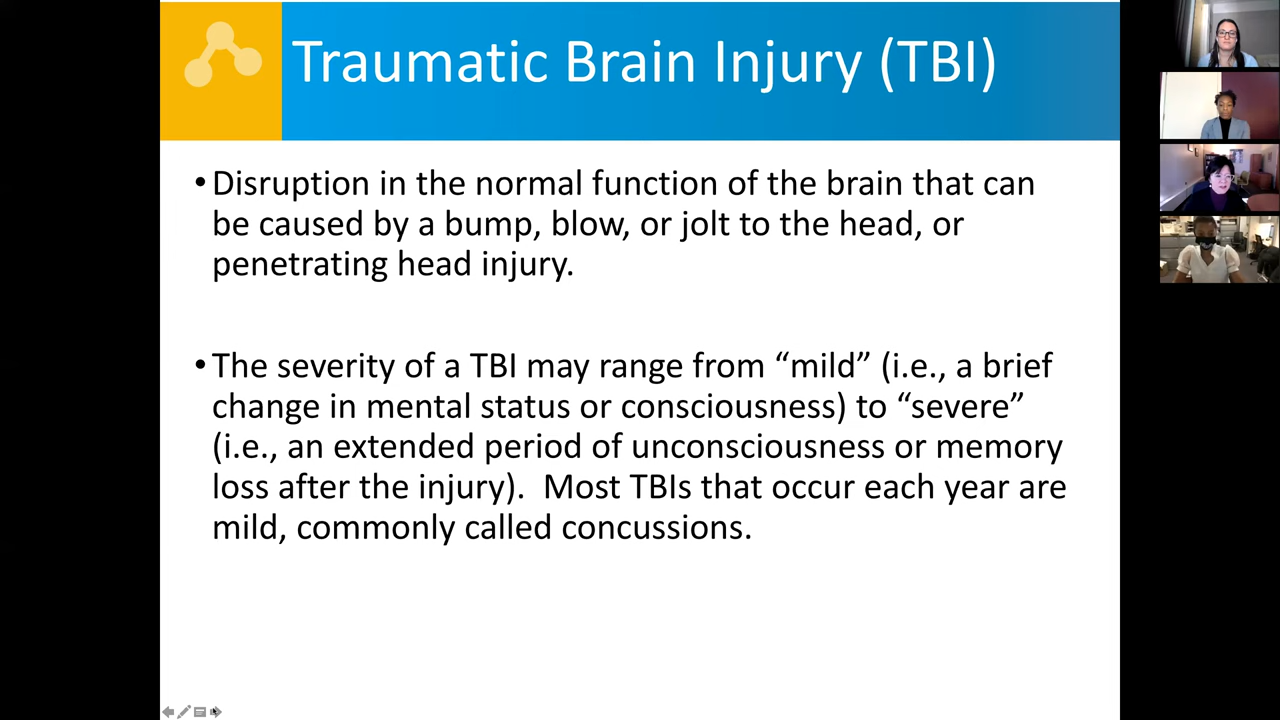 Traumatic Brain Injury (TBI)
•Disruption in the normal function of the brain that can
be caused by a bump, blow, or jolt to the head, or
penetrating head injury.
•The severity of a TBI may range from “mild” (i.e., a brief
change in mental status or consciousness) to “severe”
(i.e., an extended period of unconsciousness or memory
loss after the injury).  Most TBIs that occur each year are
mild, commonly called concussions.